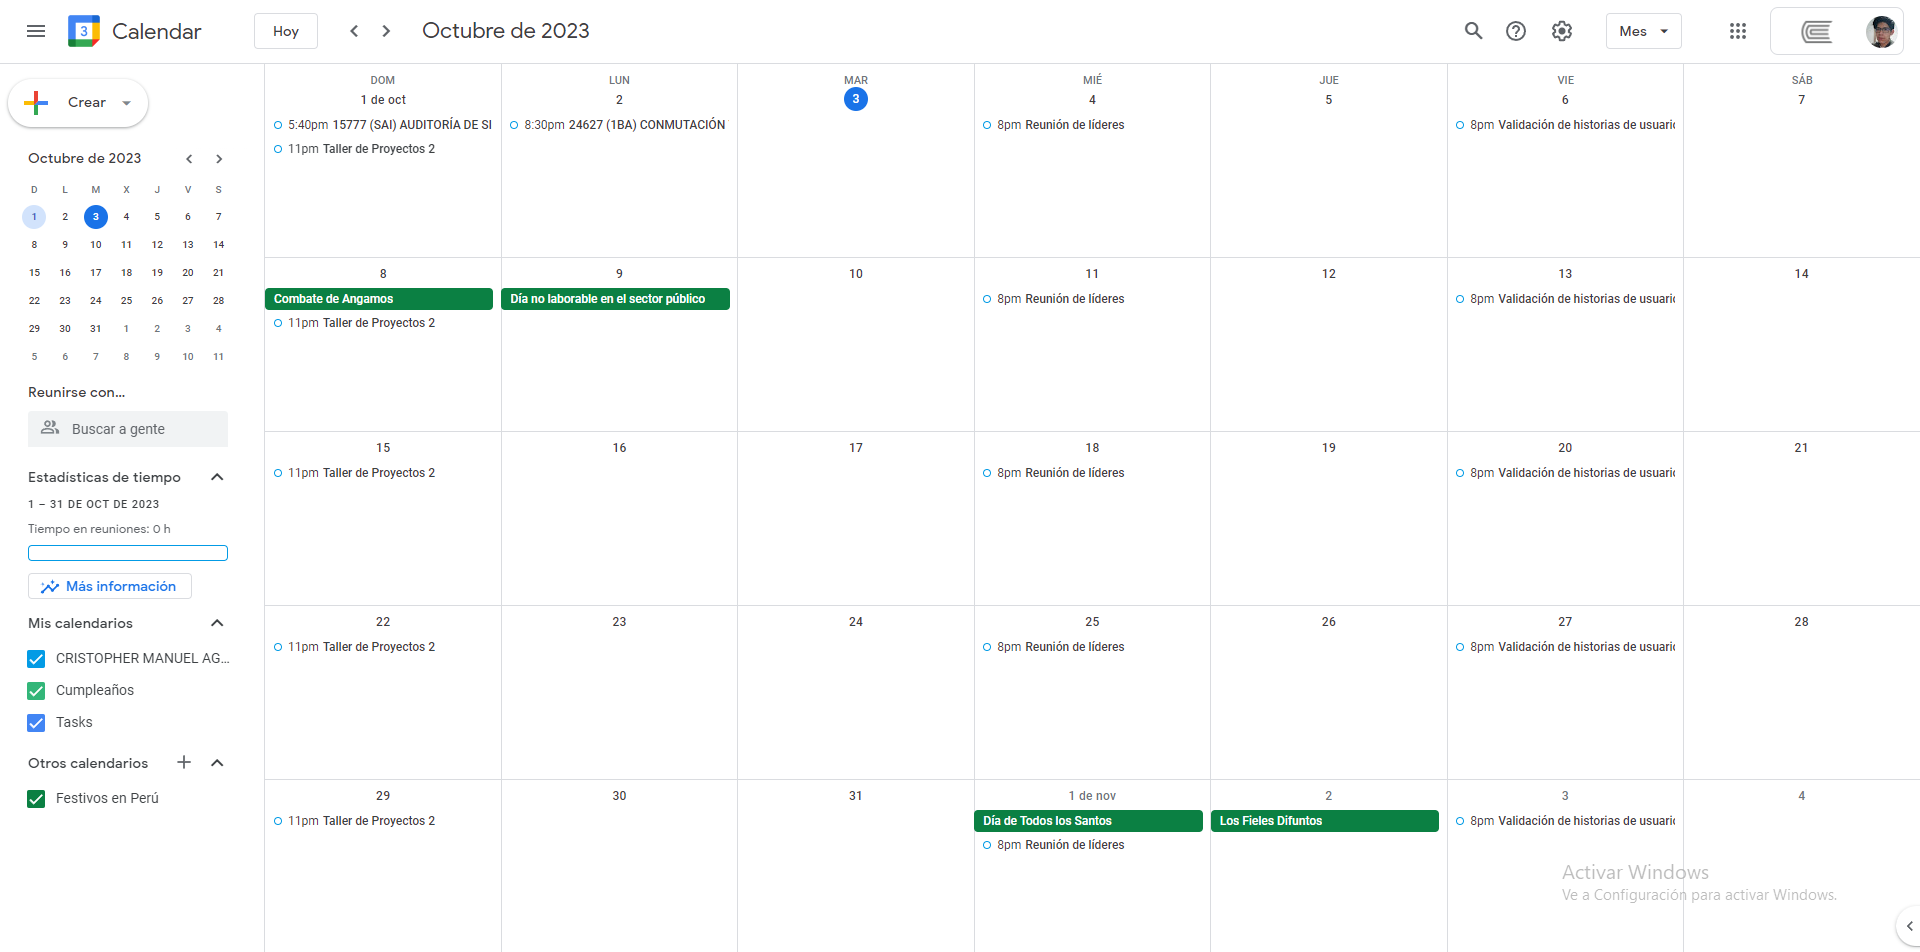 3 Calendar Hoy Octubre de 2023 Mes
Crear
Octubre de 2023
D L M X J V S
1 2 3 4 5 6 7
8 9 10 11 12 13 14
15 16 17 18 19 20 21
22 23 24 25 26 27 28
29 30 31 1 2 3 4
5 6 7 8 9 10 11
Reunirse con...
Buscar a gente
Estadísticas de tiempo
1 – 31 DE OCT DE 2023
Tiempo en reuniones: 0 h
Más información
Mis calendarios
CRISTOPHER MANUEL AG...
Cumpleaños
Tasks
Otros calendarios
Festivos en Perú
DOM LUN MAR MIÉ JUE VIE SÁB
1 de oct 2 3 4 5 6 7
5:40pm 15777 (SAI) AUDITORÍA DE SI 8:30pm 24627 (1BA) CONMUTACIÓN 8pm Reunión de líderes 8pm Validación de historias de usuario
11pm Taller de Proyectos 2
8 9 10 11 12 13 14
Combate de Angamos Día no laborable en el sector público 8pm Reunión de líderes 8pm Validación de historias de usuario
11pm Taller de Proyectos 2
15 16 17 18 19 20 21
11pm Taller de Proyectos 2 8pm Reunión de líderes 8pm Validación de historias de usuario
22 23 24 25 26 27 28
11pm Taller de Proyectos 2 8pm Reunión de líderes 8pm Validación de historias de usuario
29 30 31 1 de nov 2 3 4
11pm Taller de Proyectos 2 Día de Todos los Santos Los Fieles Difuntos 8pm Validación de historias de usuario
8pm Reunión de líderes
Activar Windows
Ve a Configuración para activar Windows.